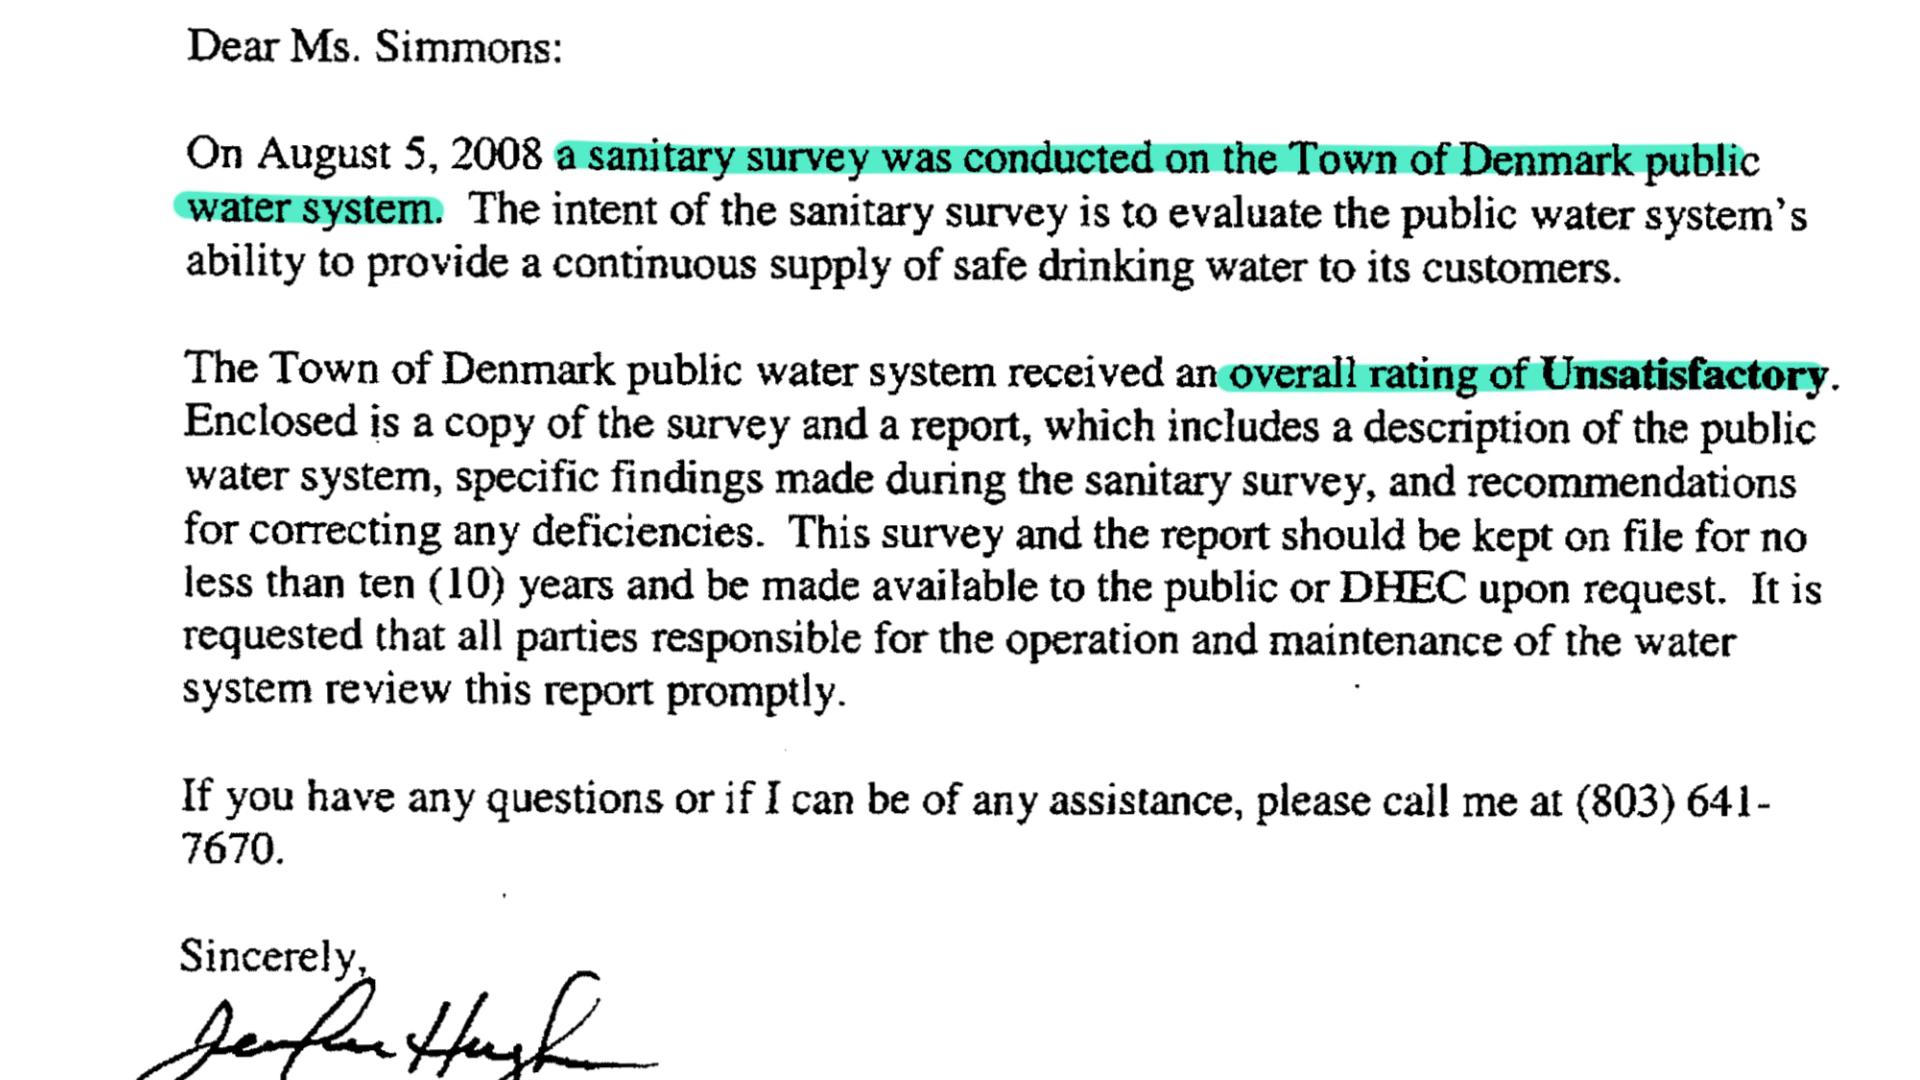 Dear Ms. Simmons:
On August 5, 2008 a sanitary survey was conducted on the Town of Denmark public
water system. The intent of the sanitary survey is to evaluate the public water system's
ability to provide a continuous supply of safe drinking water to its customers.
The Town of Denmark public water system received an overall rating of Unsatisfactory.
Enclosed is a copy of the survey and a report, which includes a description of the public
water system, specific findings made during the sanitary survey, and recommendations
for correcting any deficiencies. This survey and the report should be kept on file for no
less than ten (10) years and be made available to the public or DHEC upon request. It is
requested that all parties responsible for the operation and maintenance of the water
system review this report promptly.
If you have any questions or if I can be of any assistance, please call me at (803) 641-
7670.
Sincerely,